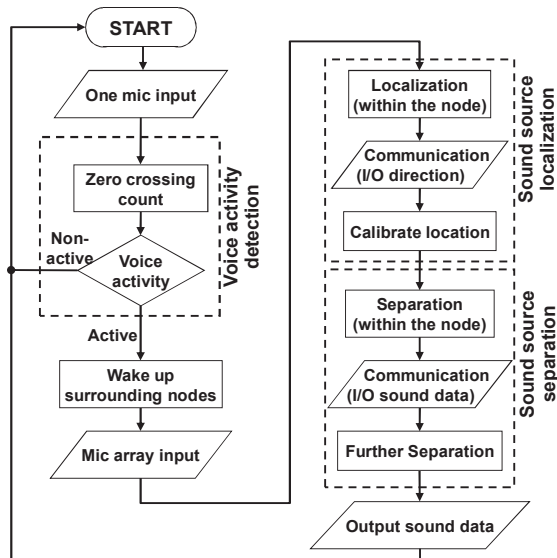 START
One mic input
Zero crossing
count
Voice activity
detection
Non-
active
Voice
activity
Active
Wake up
surrounding nodes
Mic array input
Localization
(within the node)
Communication
(I/O direction)
Calibrate location
Sound source
localization
Separation
(within the node)
Communication
(I/O sound data)
Further Separation
Sound source
separation
Output sound data